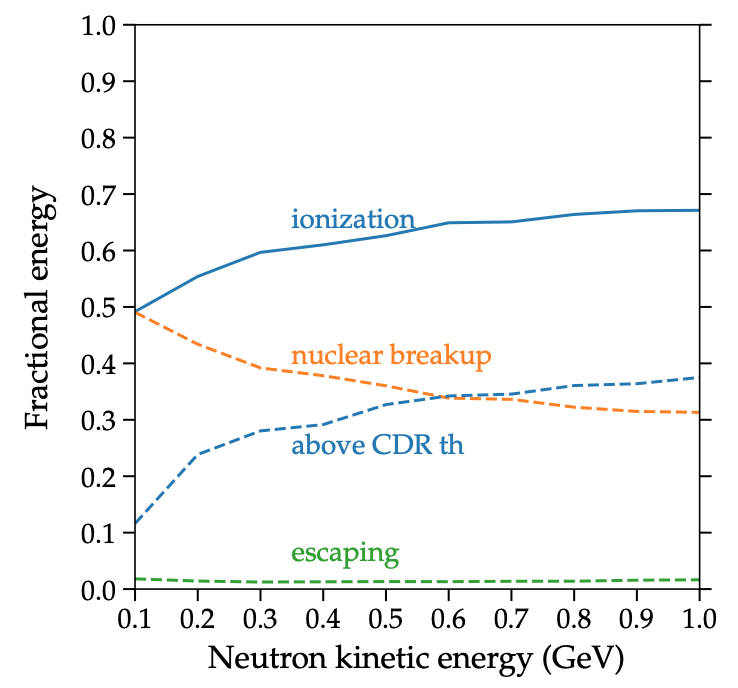 1.0
0.9
0.8
0.7
0.6
0.5
0.4
0.3
0.2
0.1
0.0
Fractional energy
ionization
nuclear breakup
above CDR th
escaping
0.1 0.2 0.3 0.4 0.5 0.6 0.7 0.8 0.9 1.0
Neutron kinetic energy (GeV)